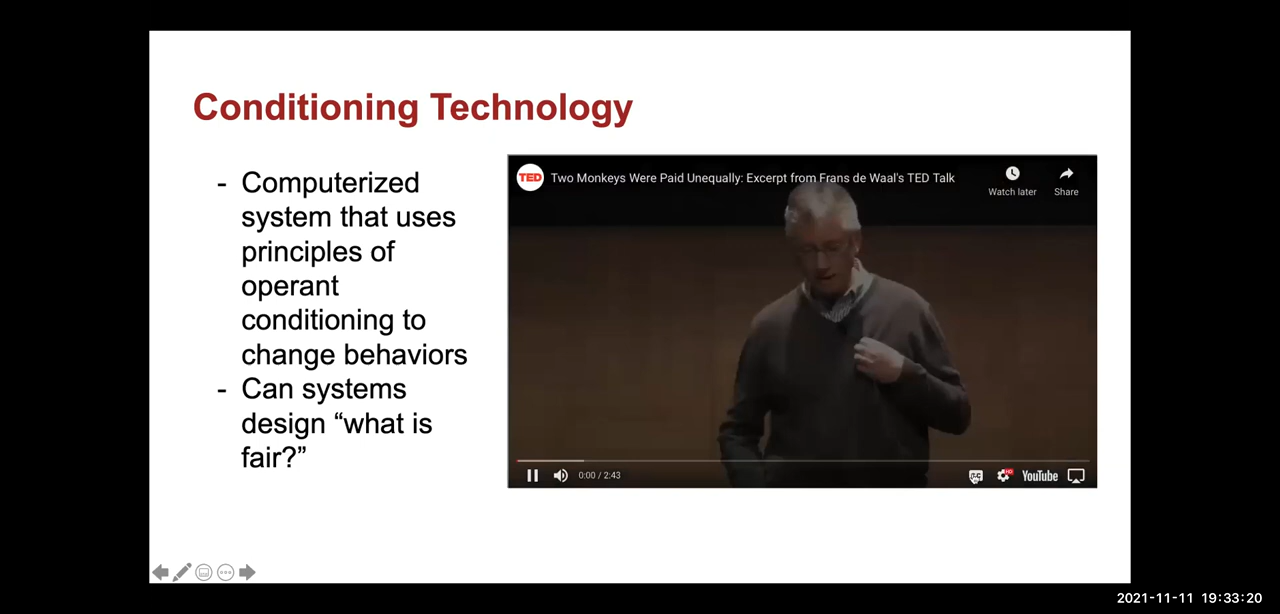 Conditioning Technology
- Computerized
system that uses
principles of
operant
conditioning to
change behaviors
- Can systems
design “what is
fair?”
TED
Two Monkeys Were Paid Unequally: Excerpt from Frans de Waal's TED Talk
Watch later
Share
0:00 / 2:43
CC
HD
YouTube
2021-11-11 19:33:20